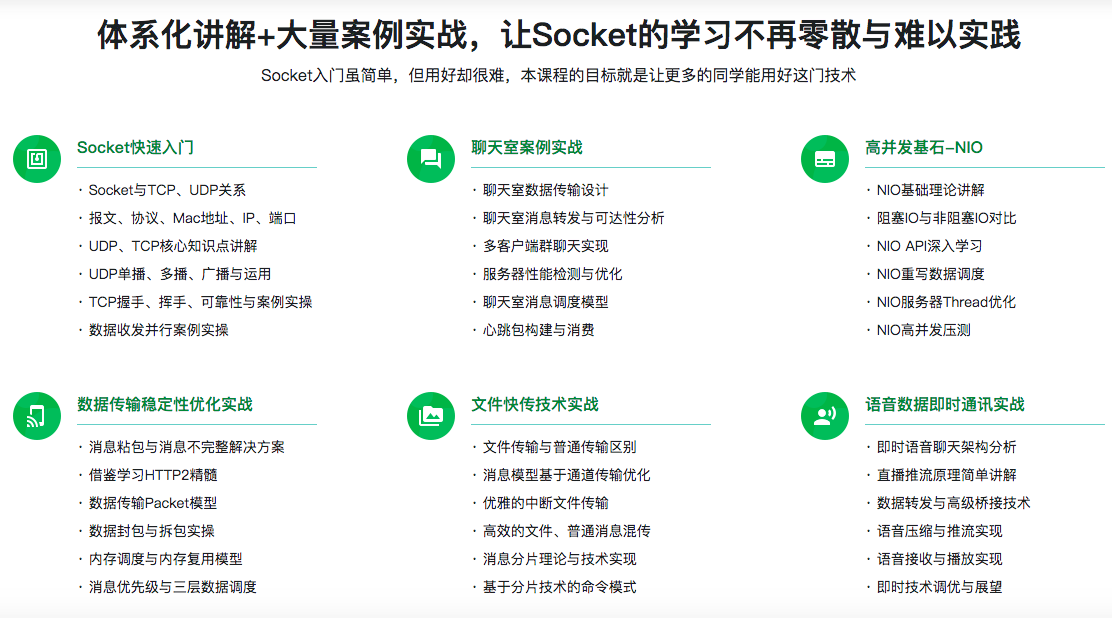 体系化讲解+大量案例实战，让Socket的学习不再零散与难以实践
Socket入门虽简单，但用好却很难，本课程的目标就是让更多的同学能用好这门技术
Socket快速入门
· Socket与TCP、UDP关系
· 报文、协议、Mac地址、IP、端口
· UDP、TCP核心知识点讲解
· UDP单播、多播、广播与运用
· TCP握手、挥手、可靠性与案例实操
· 数据收发并行案例实操
聊天室案例实战
· 聊天室数据传输设计
· 聊天室消息转发与可达性分析
· 多客户端群聊天实现
· 服务器性能检测与优化
· 聊天室消息调度模型
· 心跳包构建与消费
高并发基石-NIO
· NIO基础理论讲解
· 阻塞IO与非阻塞IO对比
· NIO API深入学习
· NIO重写数据调度
· NIO服务器Thread优化
· NIO高并发压测
数据传输稳定性优化实战
· 消息粘包与消息不完整解决方案
· 借鉴学习HTTP2精髓
· 数据传输Packet模型
· 数据封包与拆包实操
· 内存调度与内存复用模型
· 消息优先级与三层数据调度
文件快传技术实战
· 文件传输与普通传输区别
· 消息模型基于通道传输优化
· 优雅的中断文件传输
· 高效的文件、普通消息混传
· 消息分片理论与技术实现
· 基于分片技术的命令模式
语音数据即时通讯实战
· 即时语音聊天架构分析
· 直播推流原理简单讲解
· 数据转发与高级桥接技术
· 语音压缩与推流实现
· 语音接收与播放实现
· 即时技术调优与展望